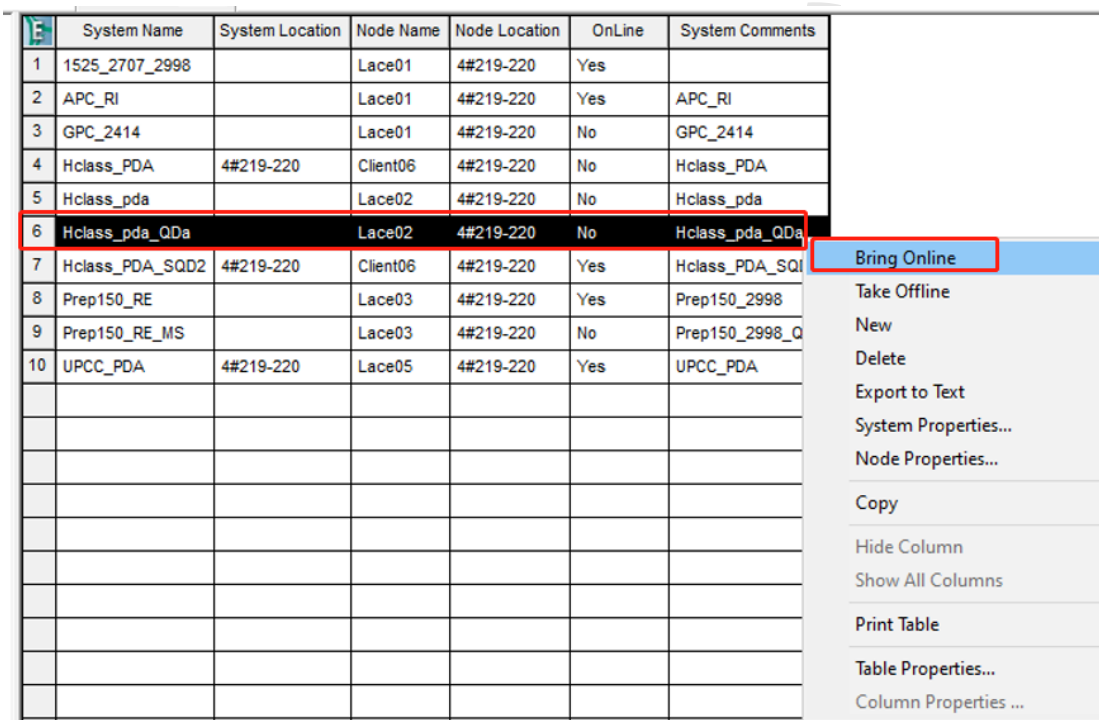 System Name System Location Node Name Node Location OnLine System Comments
1 1525_2707_2998 Lace01 4#219-220 Yes
2 APC_RI Lace01 4#219-220 Yes APC_RI
3 GPC_2414 Lace01 4#219-220 No GPC_2414
4 Hclass_PDA 4#219-220 Client06 4#219-220 No Hclass_PDA
5 Hclass_pda Lace02 4#219-220 No Hclass_pda
6 Hclass_pda_QDa Lace02 4#219-220 No Hclass_pda_QDa
7 Hclass_PDA_SQD2 4#219-220 Client06 4#219-220 Yes
8 Prep150_RE Lace03 4#219-220 Yes Prep150_2998
9 Prep150_RE_MS Lace03 4#219-220 No
10 UPCC_PDA 4#219-220 Lace05 4#219-220 Yes UPCC_PDA
Bring Online
Take Offline
New
Delete
Export to Text
System Properties...
Node Properties...
Copy
Hide Column
Show All Columns
Print Table
Table Properties...
Column Properties ...